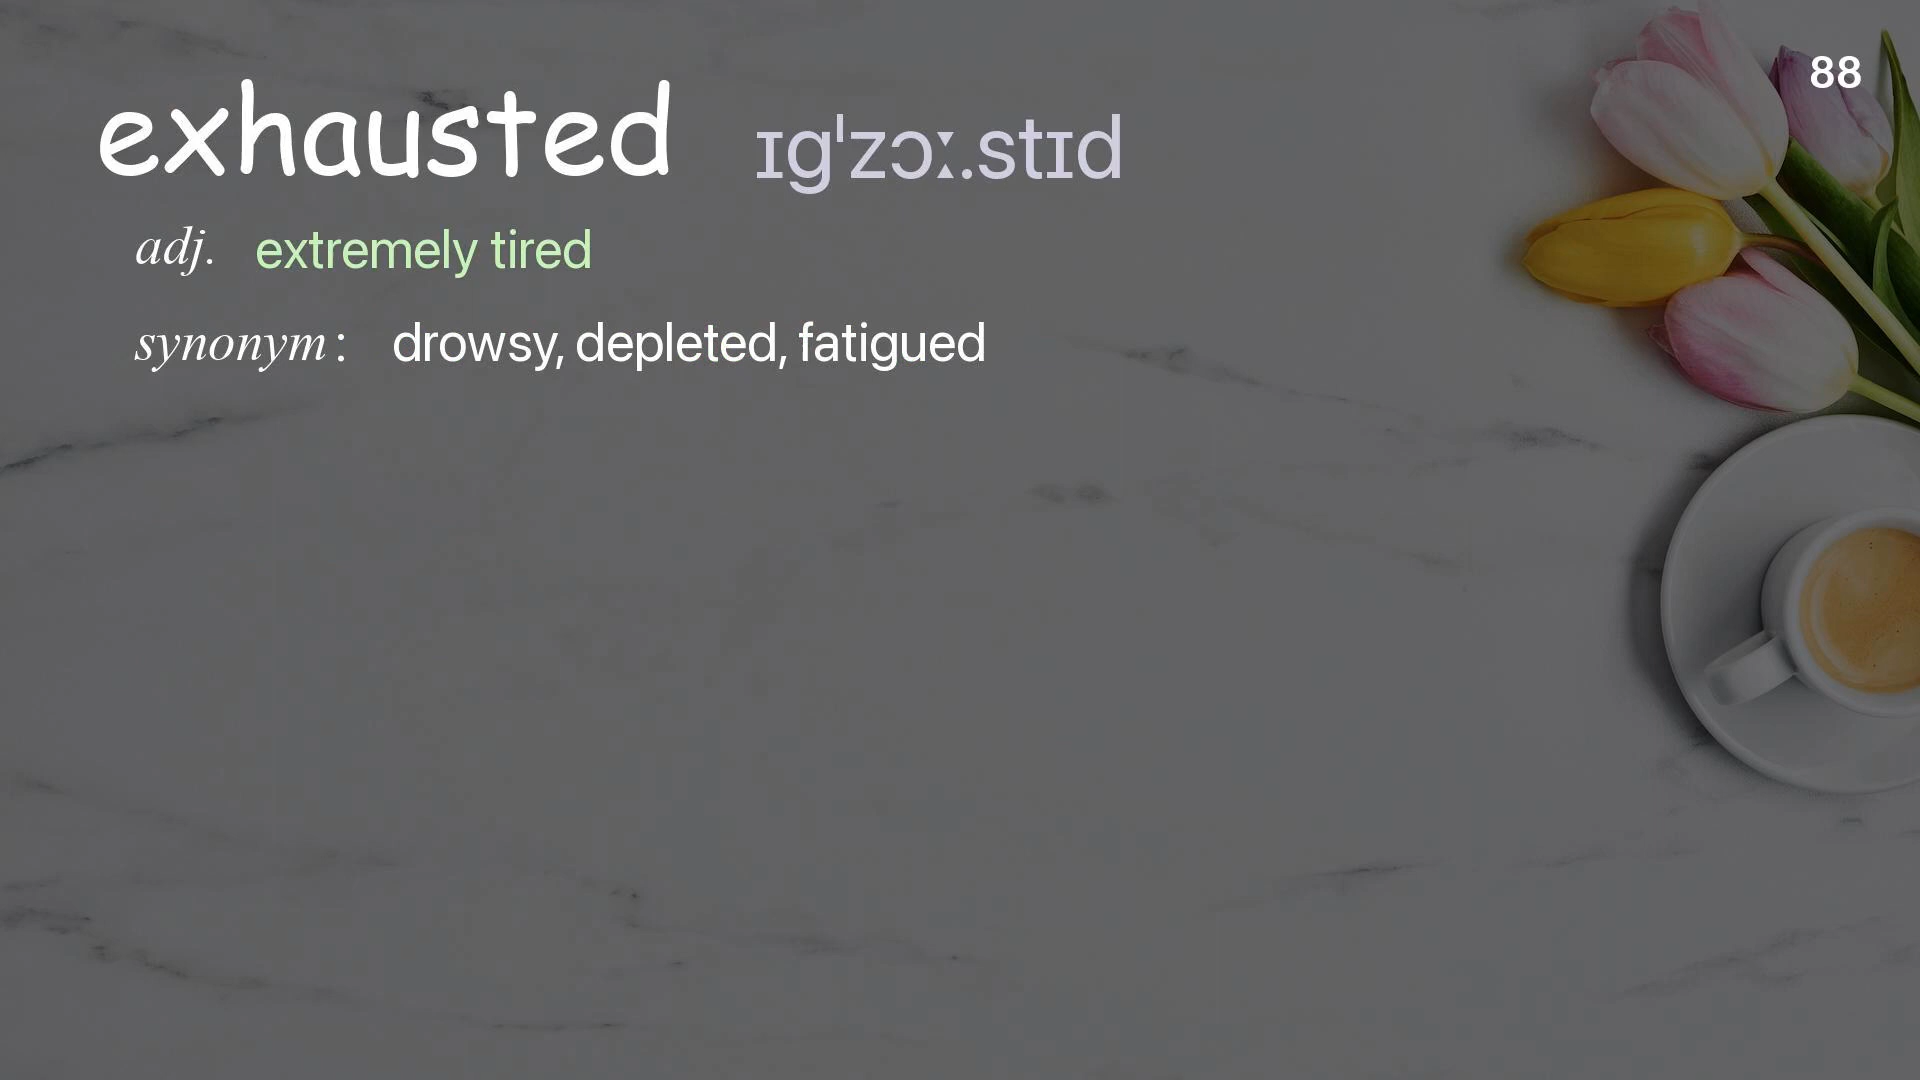 88
exhausted ɪɡˈzɔː.stɪd
adj. extremely tired
synonym: drowsy, depleted, fatigued